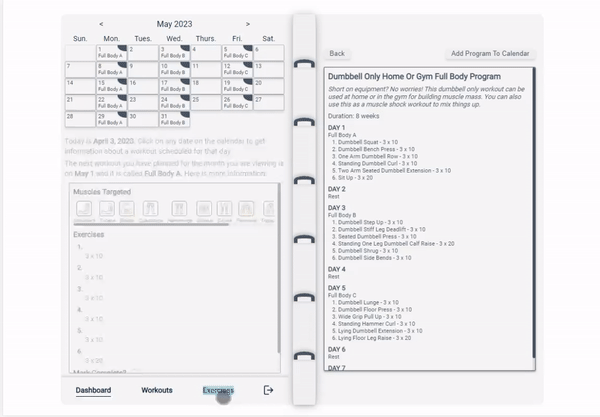 < May 2023 >
Sun. Mon. Tues. Wed. Thurs. Fri. Sat.
1 Full Body A 2 3 Full Body B 4 5 Full Body C 6
7 8 Full Body A 9 10 Full Body B 11 12 Full Body C 13
14 15 Full Body A 16 17 Full Body B 18 19 Full Body C 20
21 22 Full Body A 23 24 Full Body B 25 26 Full Body C 27
28 29 Full Body A 30 31 Full Body B
Today is April 3, 2020. Click on any date on the calendar to get
information about a workout scheduled for that day.
The next workout you have planned for the month you are viewing is
on May 1 and it is called Full Body A. Here is more information:
Muscles Targeted
Exercises
1.
3 x 10
2.
3 x 10
3.
3 x 10
4.
3 x 10
5.
3 x 10
6.
3 x 20
Dashboard Workouts Exercises
Back Add Program To Calendar
Dumbbell Only Home Or Gym Full Body Program
Short on equipment? No worries! This dumbbell only workout can be
used at home or in the gym for building muscle mass. You can also
use this as a muscle shock workout to mix things up.
Duration: 8 weeks
DAY 1
Full Body A
1. Dumbbell Squat - 3 x 10
2. Dumbbell Bench Press - 3 x 10
3. One Arm Dumbbell Row - 3 x 10
4. Standing Dumbbell Curl - 3 x 10
5. Two Arm Seated Dumbbell Extension - 3 x 10
6. Sit Up - 3 x 20
DAY 2
Rest
DAY 3
Full Body B
1. Dumbbell Step Up - 3 x 10
2. Dumbbell Stiff Leg Deadlift - 3 x 10
3. Seated Dumbbell Press - 3 x 10
4. Standing One Leg Dumbbell Calf Raise - 3 x 20
5. Dumbbell Shrug - 3 x 10
6. Dumbbell Side Bends - 3 x 10
DAY 4
Rest
DAY 5
Full Body C
1. Dumbbell Lunge - 3 x 10
2. Dumbbell Floor Press - 3 x 10
3. Wide Grip Pull Up - 3 x 10
4. Standing Hammer Curl - 3 x 10
5. Lying Dumbbell Extension - 3 x 10
6. Lying Floor Leg Raise - 3 x 20
DAY 6
Rest
DAY 7